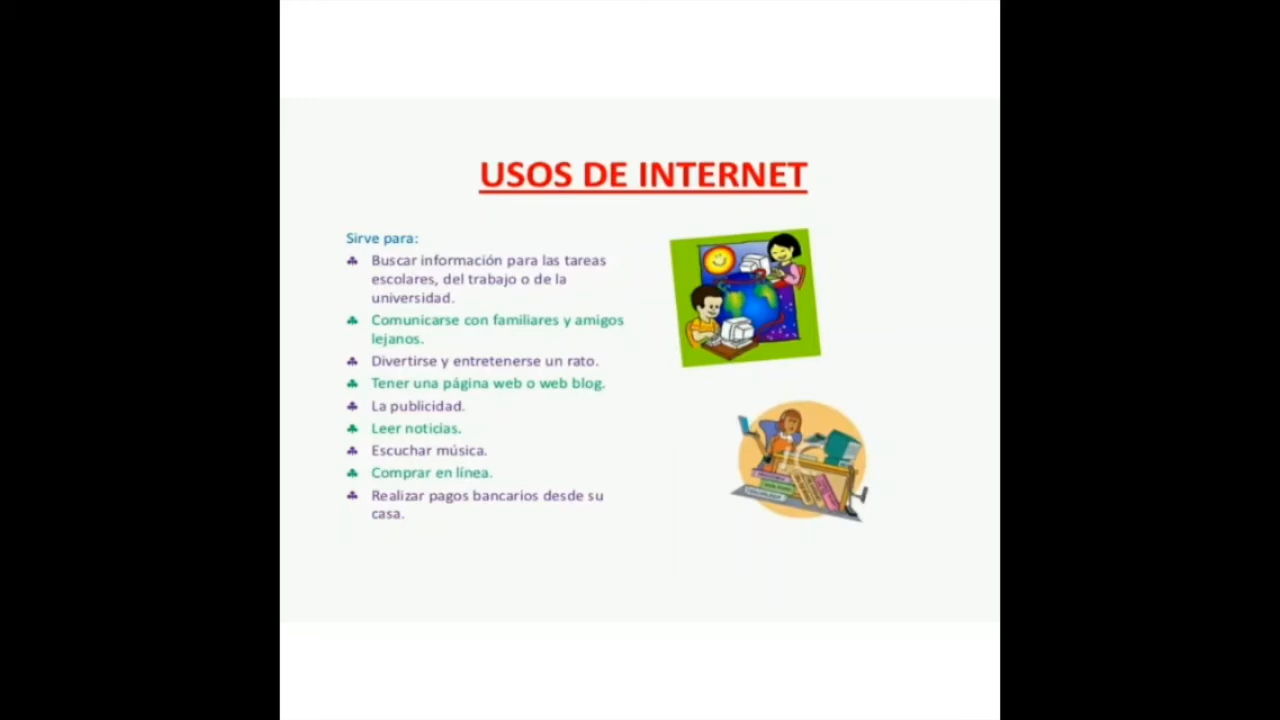 USOS DE INTERNET
Sirve para:
Buscar información para las tareas
escolares, del trabajo o de la
universidad.
Comunicarse con familiares y amigos
lejanos.
Divertirse y entretenerse un rato.
Tener una página web o web blog.
La publicidad.
Leer noticias.
Escuchar música.
Comprar en línea.
Realizar pagos bancarios desde su
casa.